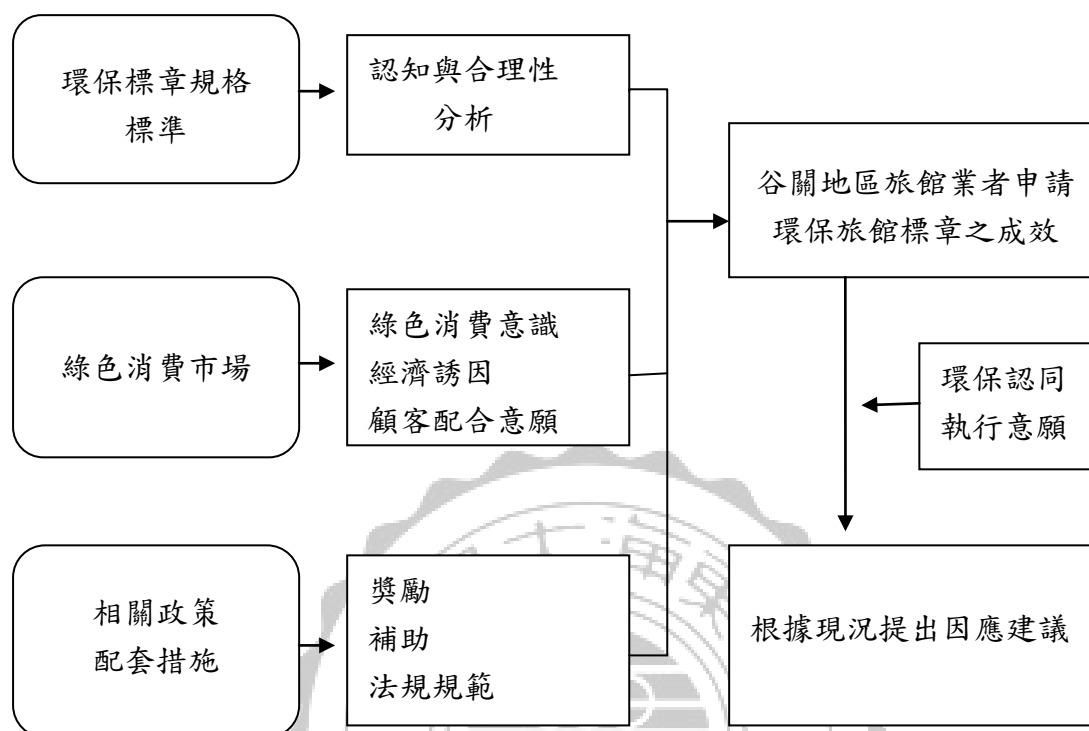 環保標章規格
標準
認知與合理性
分析
谷關地區旅館業者申請
環保旅館標章之成效
綠色消費市場
綠色消費意識
經濟誘因
顧客配合意願
環保認同
執行意願
相關政策
配套措施
獎勵
補助
法規規範
根據現況提出因應建議